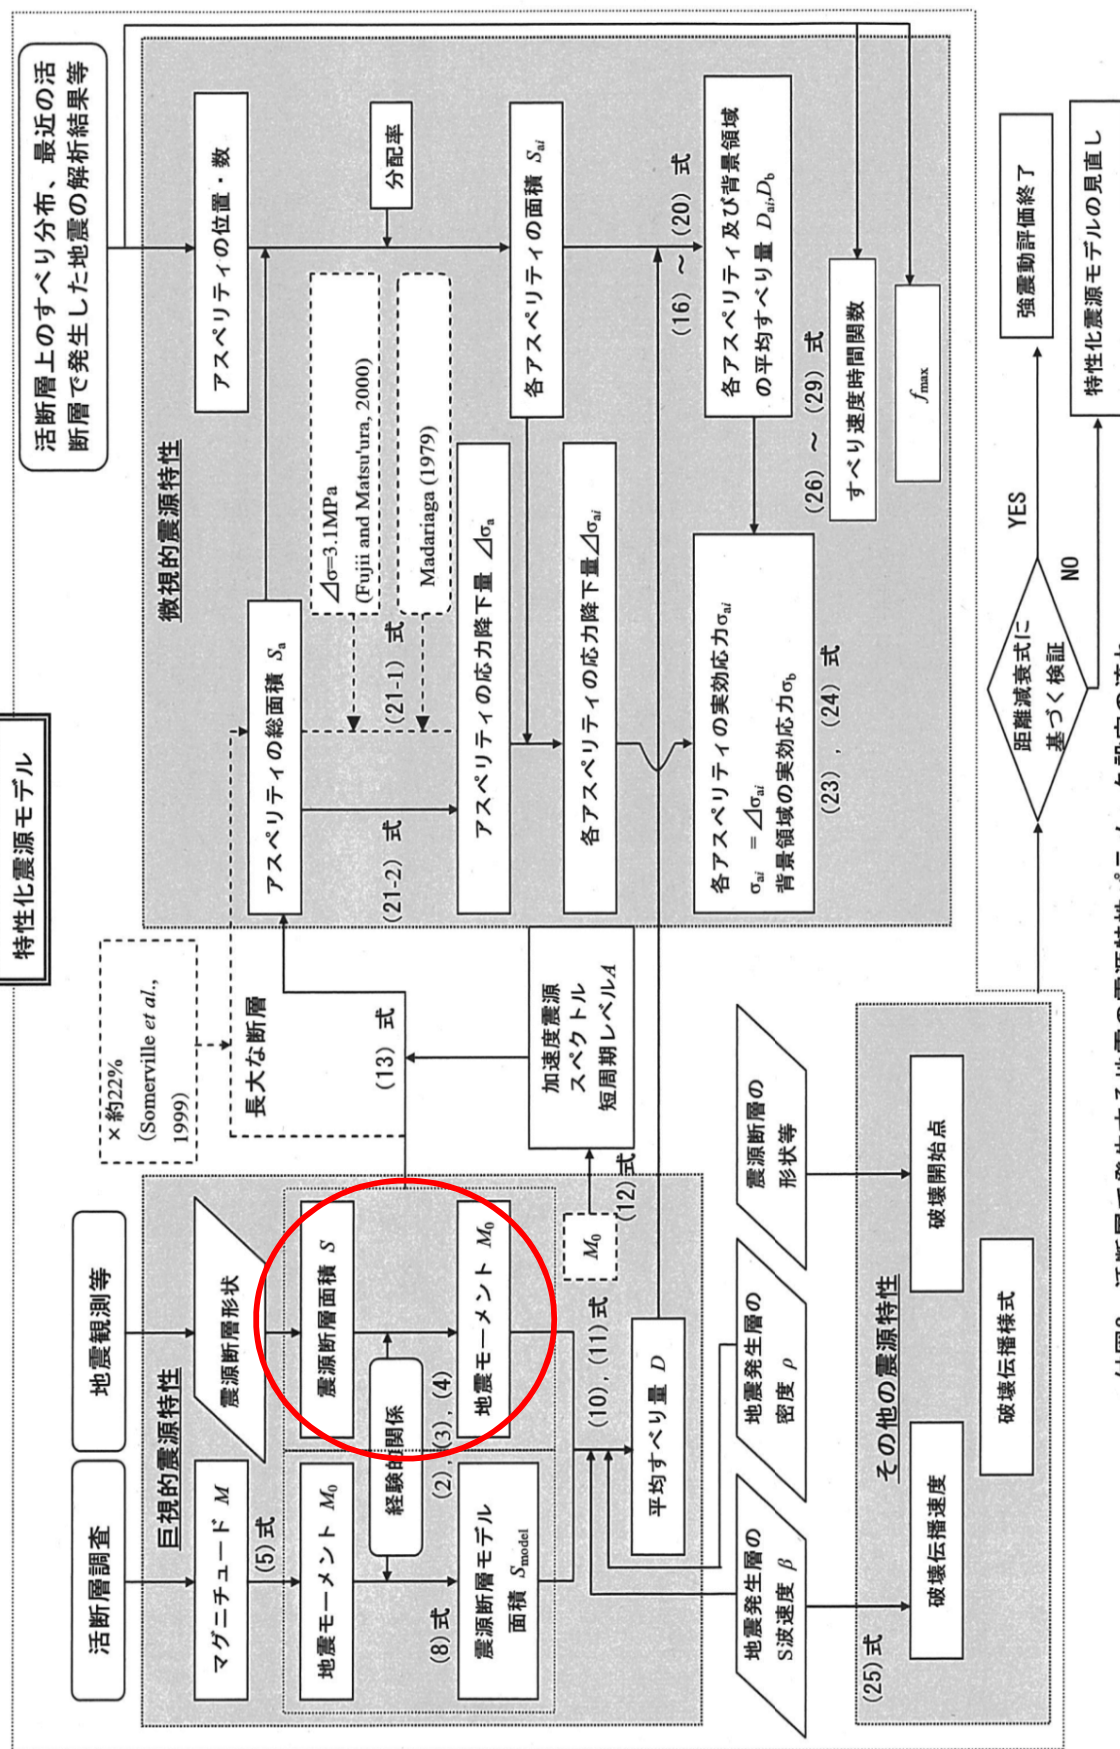 特性化震源モデル
活断層調査
地震観測等
巨視的震源特性
マグニチュード M
震源断層形状
(5)式
地震モーメント M₀
震源断層面積 S
経験的関係
(2),(3),(4)
(8)式
震源断層モデル
面積 Smodel
地震モーメント M₀
(10),(11)式
平均すべり量 D
×約22%
(Somerville et al.,
1999)
長大な断層
(13) 式
加速度震源
スペクトル
短周期レベルA
M₀
(12)式
地震発生層の
S波速度 β
地震発生層の
密度 ρ
震源断層の
形状等
(25)式
その他の震源特性
破壊伝播速度
破壊開始点
破壊伝播様式
活断層上のすべり分布、最近の活
断層で発生した地震の解析結果等
微視的震源特性
アスペリティの位置・数
アスペリティの総面積 Sa
分配率
Δσ=3.1MPa
(Fujii and Matsu'ura, 2000)
Madariaga (1979)
(21-1) 式
(21-2) 式
アスペリティの応力降下量 Δσa
各アスペリティの面積 Sai
各アスペリティの応力降下量Δσai
(16) ～ (20) 式
各アスペリティ及び背景領域
の平均すべり量 Dai,Db
各アスペリティの実効応力σai
σai = Δσai
背景領域の実効応力σb
(23) , (24) 式
(26) ～ (29) 式
すべり速度時間関数
fmax
距離減衰式に
基づく検証
YES
NO
強震動評価終了
特性化震源モデルの見直し